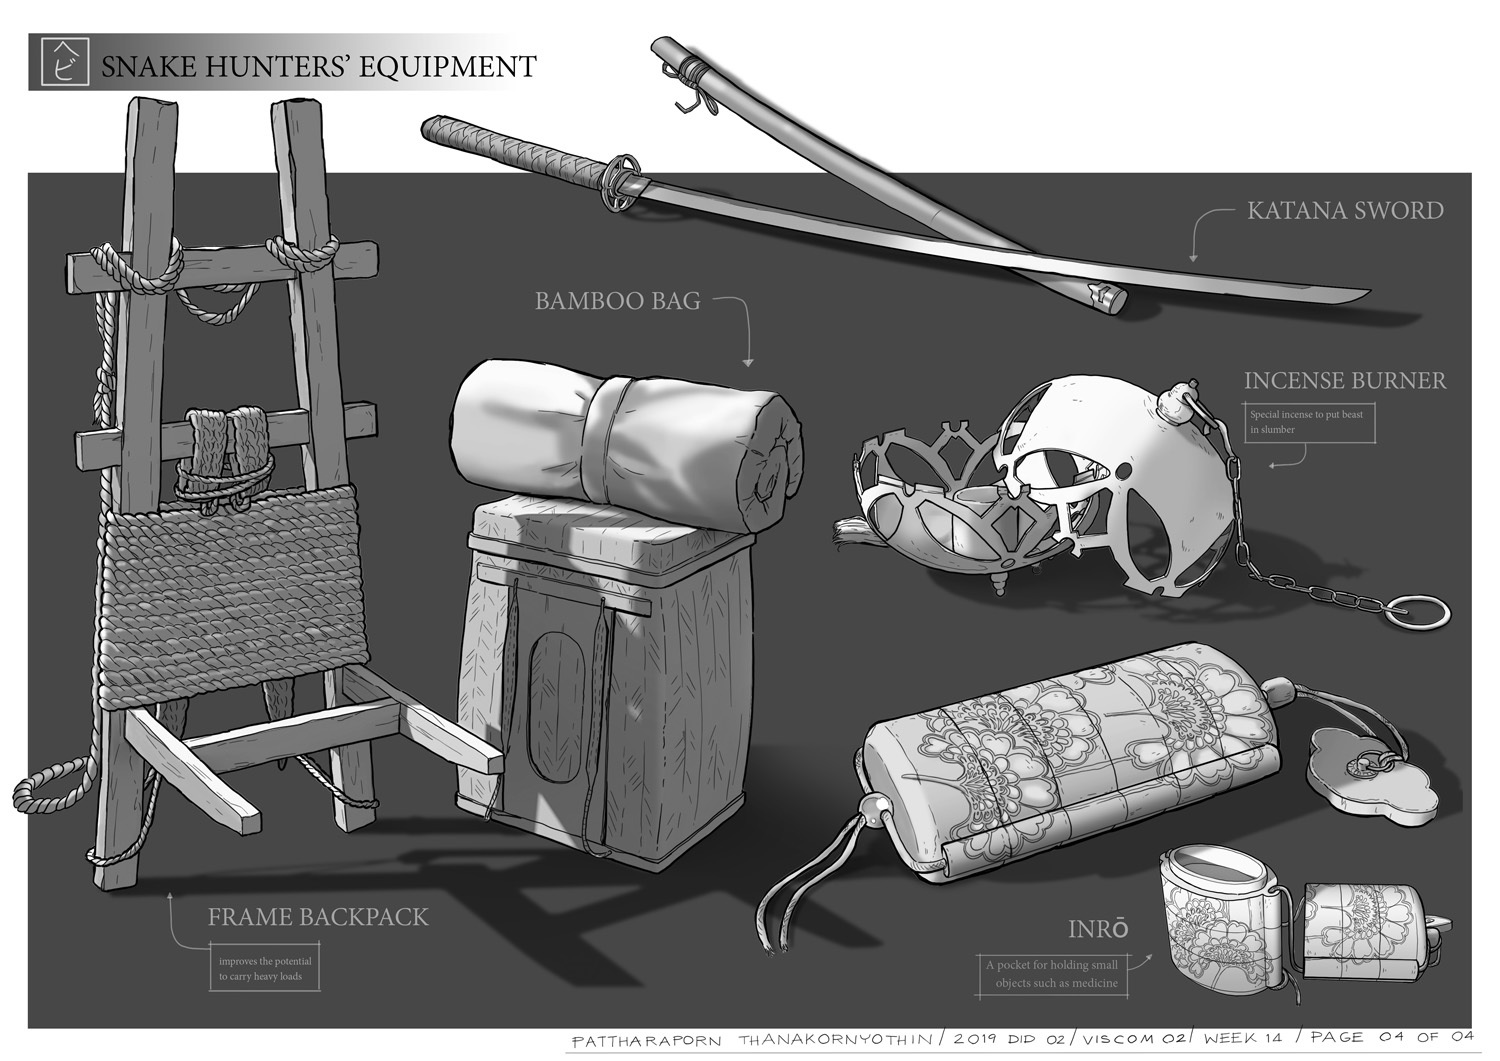 ヘビ
SNAKE HUNTERS’ EQUIPMENT
KATANA SWORD
BAMBOO BAG
INCENSE BURNER
Special incense to put beast
in slumber
FRAME BACKPACK
improves the potential
to carry heavy loads
INRŌ
A pocket for holding small
objects such as medicine
PATTHARAPORN THANAKORNYOTHIN / 2019 DID 02 / VISCOM 02 / WEEK 11 / PAGE 04 OF 04